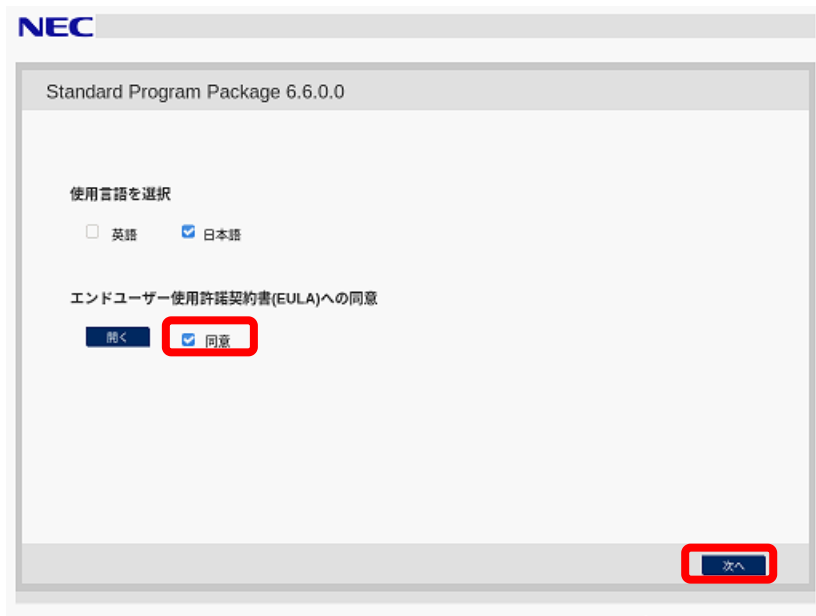 NEC
Standard Program Package 6.6.0.0
使用言語を選択
英語 日本語
エンドユーザー使用許諾契約書(EULA)への同意
開く 同意
次へ